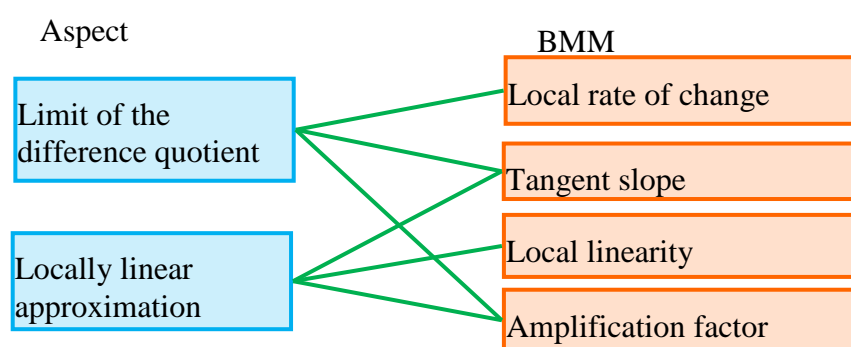 Aspect
BMM
Limit of the
difference quotient
Locally linear
approximation
Local rate of change
Tangent slope
Local linearity
Amplification factor